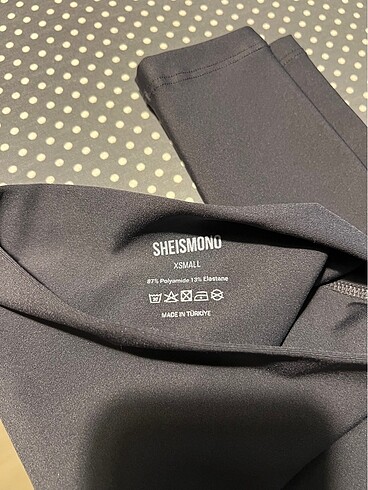 SHEISMONO
XSMALL
87% Polyamide 13% Elastane
MADE IN TÜRKİYE